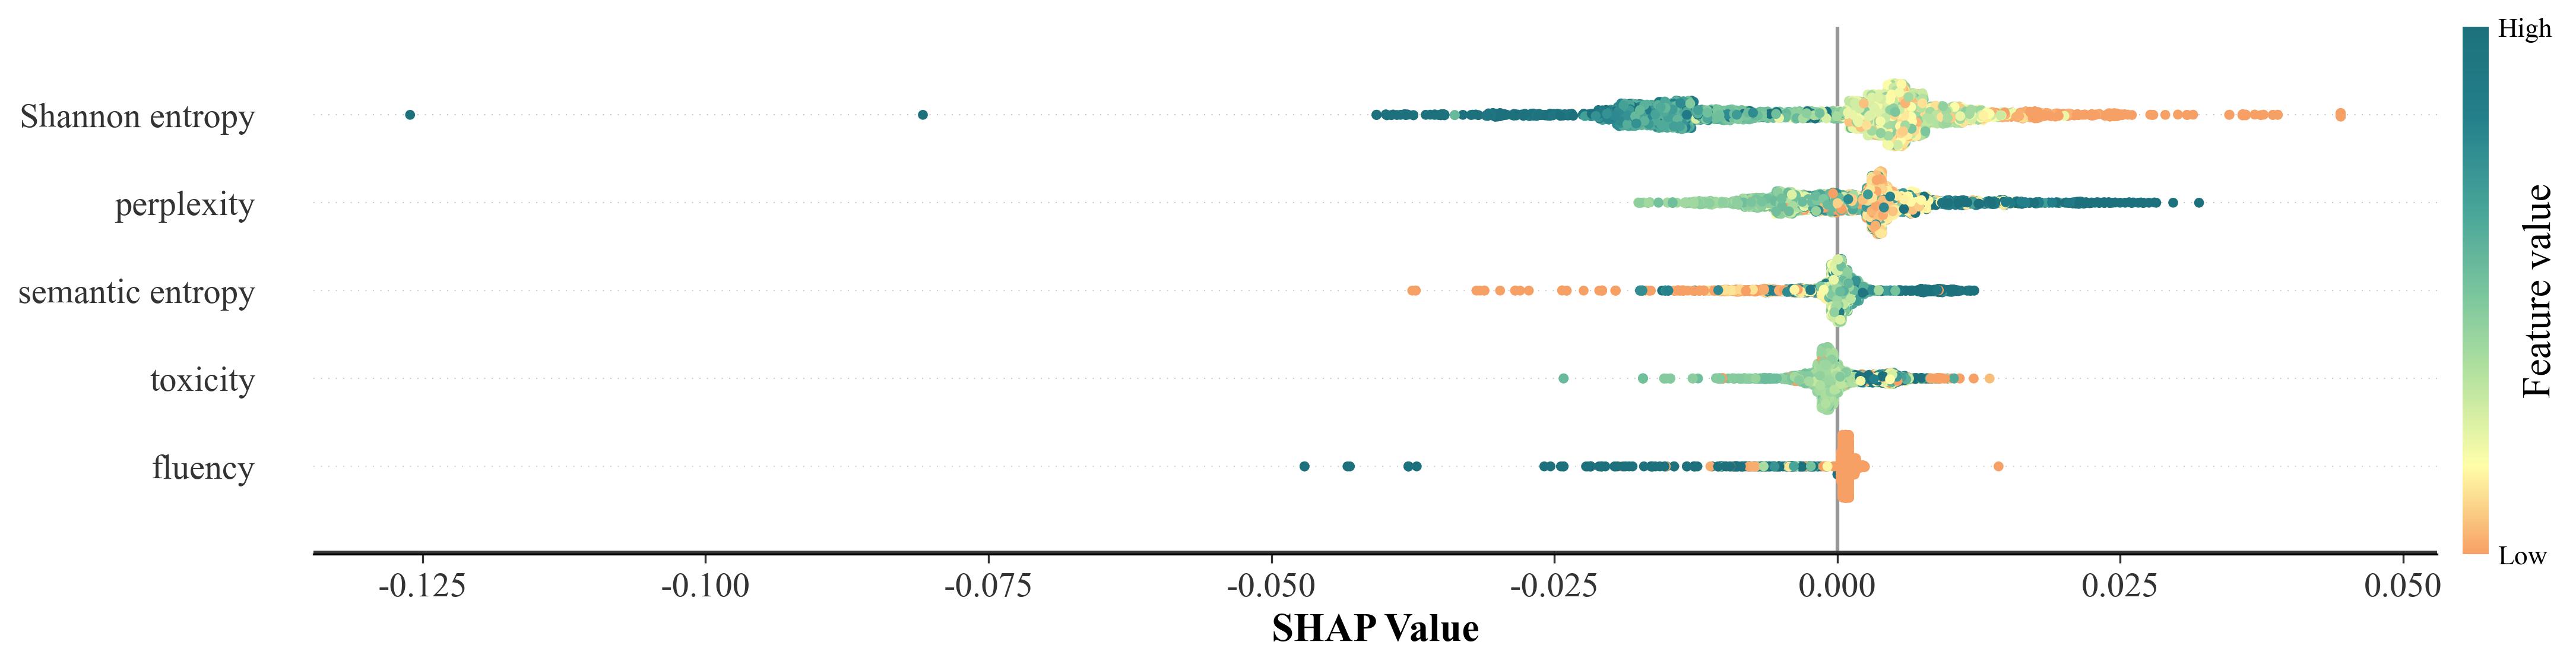 High
Shannon entropy
perplexity
semantic entropy
toxicity
fluency
Feature value
Low
-0.125 -0.100 -0.075 -0.050 -0.025 0.000 0.025 0.050
SHAP Value